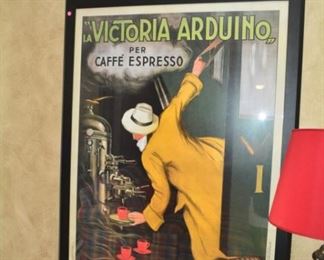 "LA VICTORIA ARDUINO"
PER
CAFFÈ ESPRESSO